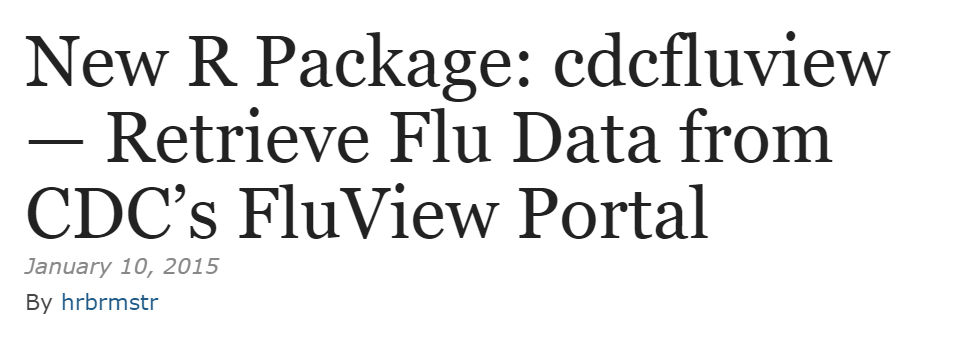 New R Package: cdcfluview
— Retrieve Flu Data from
CDC’s FluView Portal
January 10, 2015
By hrbrmstr